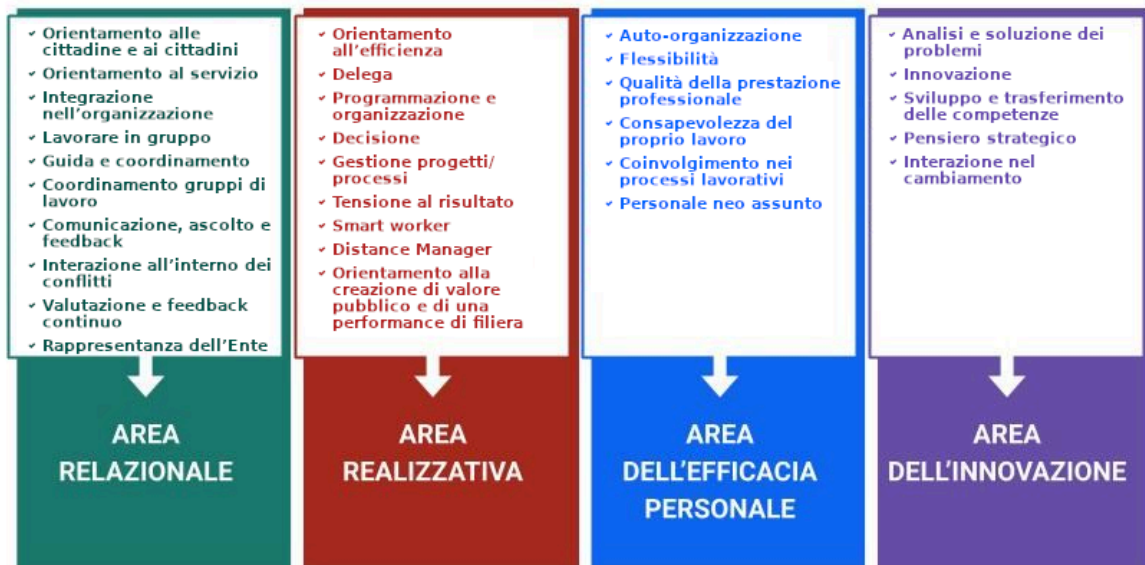 Orientamento alle
cittadine e ai cittadini
Orientamento al servizio
Integrazione
nell'organizzazione
Lavorare in gruppo
Guida e coordinamento
Coordinamento gruppi di
lavoro
Comunicazione, ascolto e
feedback
Interazione all'interno dei
conflitti
Valutazione e feedback
continuo
Rappresentanza dell'Ente
AREA
RELAZIONALE
Orientamento
all'efficienza
Delega
Programmazione e
organizzazione
Decisione
Gestione progetti/
processi
Tensione al risultato
Smart worker
Distance Manager
Orientamento alla
creazione di valore
pubblico e di una
performance di filiera
AREA
REALIZZATIVA
Auto-organizzazione
Flessibilità
Qualità della prestazione
professionale
Consapevolezza del
proprio lavoro
Coinvolgimento nei
processi lavorativi
Personale neo assunto
AREA
DELL'EFFICACIA
PERSONALE
Analisi e soluzione dei
problemi
Innovazione
Sviluppo e trasferimento
delle competenze
Pensiero strategico
Interazione nel
cambiamento
AREA
DELL'INNOVAZIONE